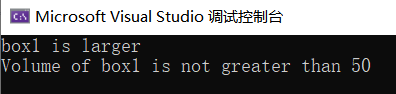 Microsoft Visual Studio 调试控制台
box1 is larger
Volume of box1 is not greater than 50